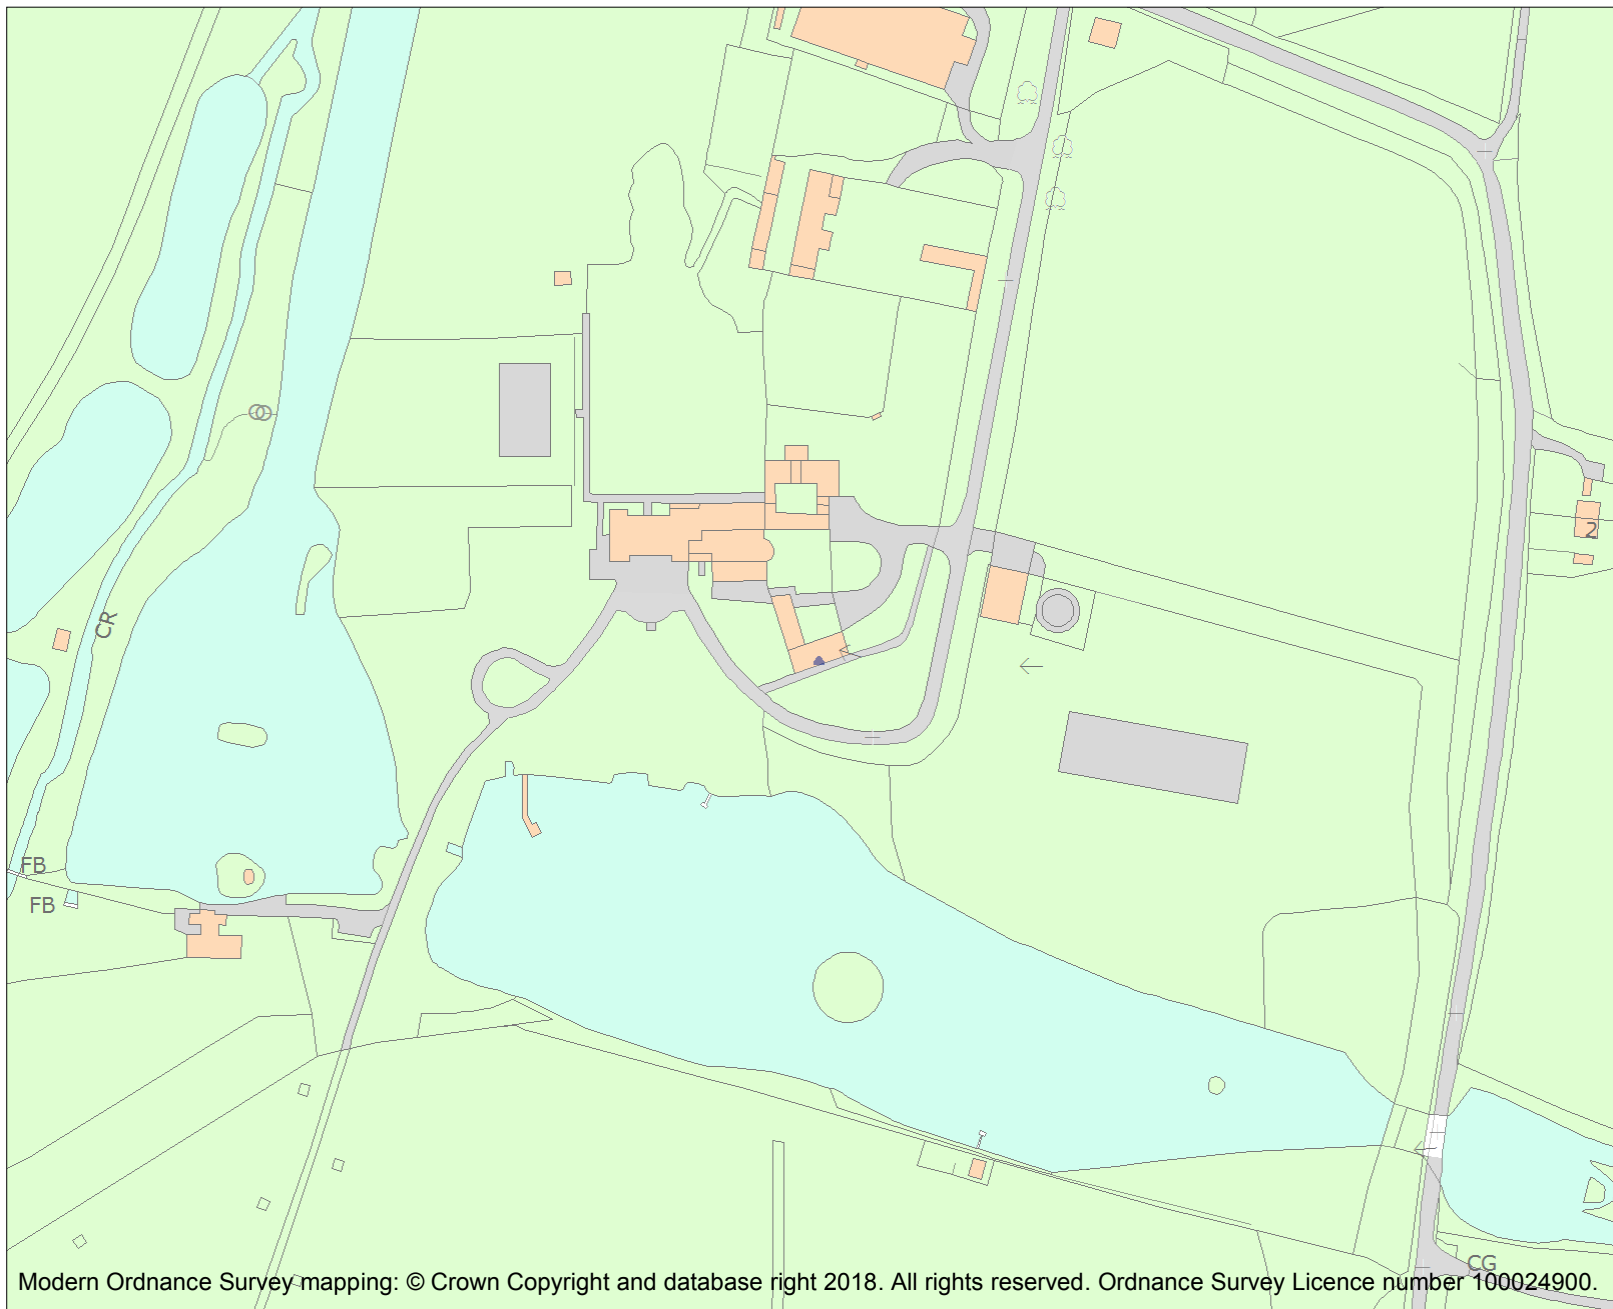 2
CR
FB
FB
CG
Modern Ordnance Survey mapping: © Crown Copyright and database right 2018. All rights reserved. Ordnance Survey Licence number 100024900.